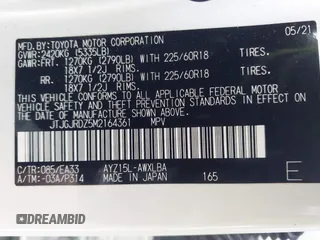 MFD.BY:TOYOTA MOTOR CORPORATION 05/21
GVWR:2420KG (5335LB)
GAWR:FRT. 1270KG (2790LB) WITH 225/60R18 TIRES.
18X7 1/2J RIMS.
RR. 1270KG (2790LB) WITH 225/60R18 TIRES.
18X7 1/2J RIMS.
THIS VEHICLE CONFORMS TO ALL APPLICABLE
FEDERAL MOTOR VEHICLE SAFETY AND THEFT
PREVENTION STANDARDS IN EFFECT ON THE DATE
OF MANUFACTURE SHOWN ABOVE.
JTJGJRDZ5M2164361 MPV
C/TR:085/EA33 AYZ15L-AWXLBA
A/TM:-03A/P314 MADE IN JAPAN 165 E
AUTOBIDCAR